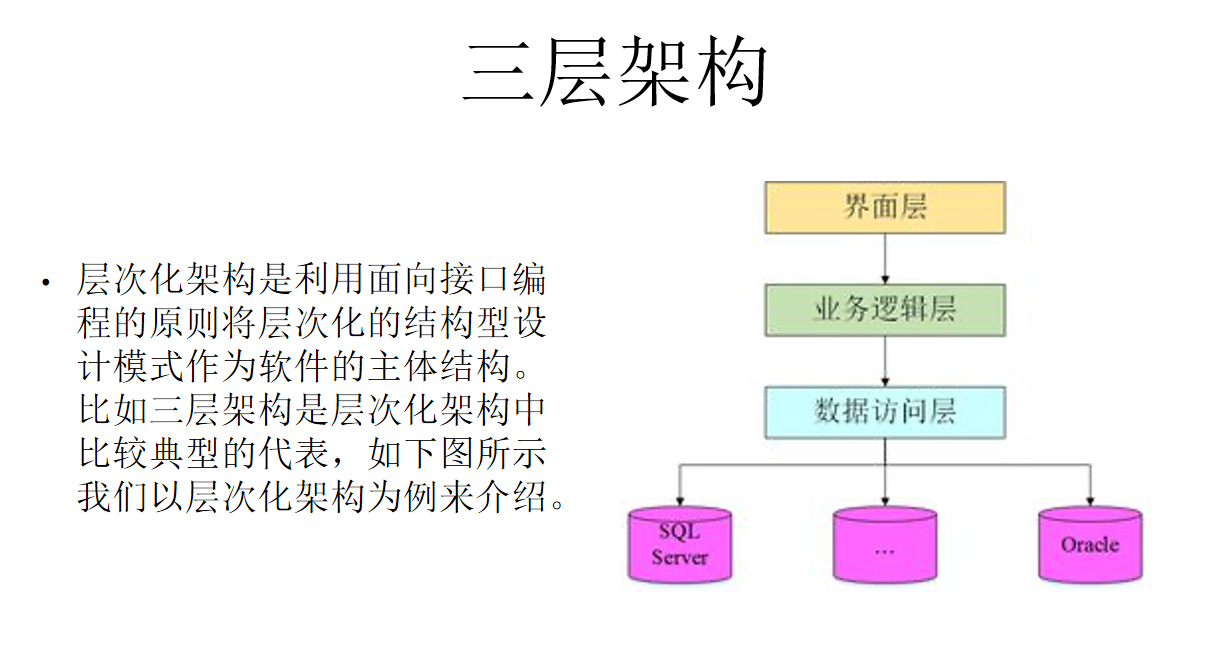 三层架构
• 层次化架构是利用面向接口编
程的原则将层次化的结构型设
计模式作为软件的主体结构。
比如三层架构是层次化架构中
比较典型的代表，如下图所示
我们以层次化架构为例来介绍。
界面层
业务逻辑层
数据访问层
SQL
Server
...
Oracle